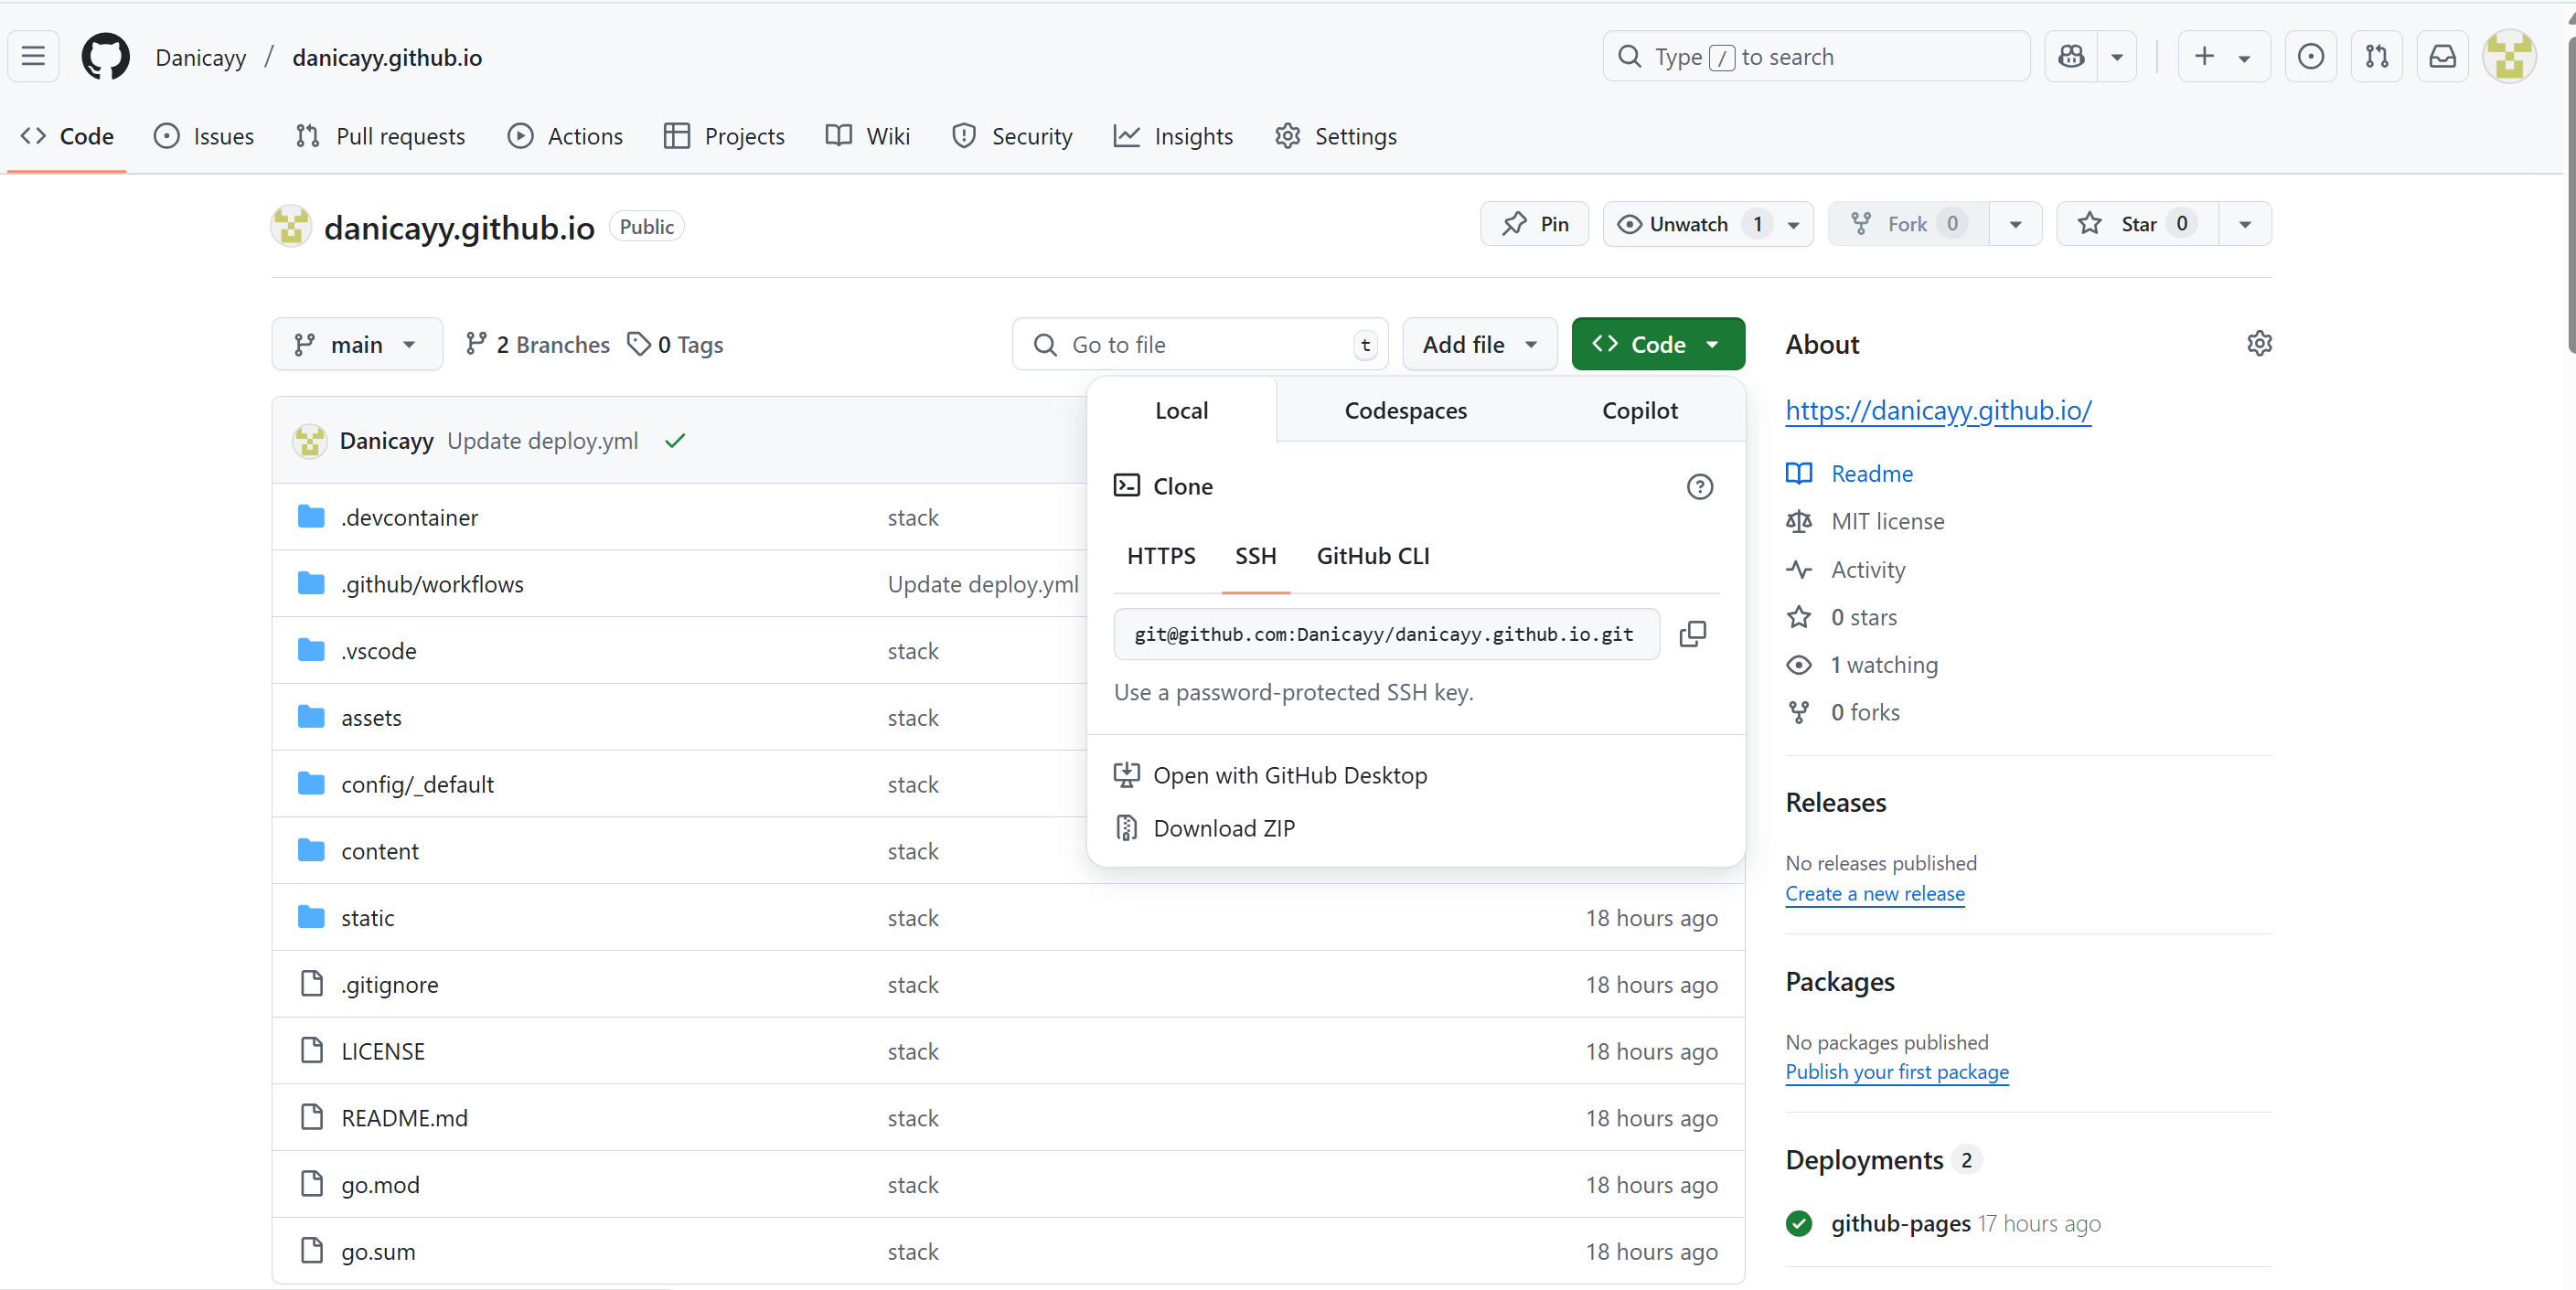 Danicayy / danicayy.github.io
Type / to search
Code Issues Pull requests Actions Projects Wiki Security Insights Settings
danicayy.github.io Public
Pin Unwatch 1 Fork 0 Star 0
main 2 Branches 0 Tags Go to file t Add file Code
Local Codespaces Copilot
Clone
HTTPS SSH GitHub CLI
git@github.com:Danicayy/danicayy.github.io.git
Use a password-protected SSH key.
Open with GitHub Desktop
Download ZIP
Danicayy Update deploy.yml
.devcontainer stack
.github/workflows Update deploy.yml
.vscode stack
assets stack
config/_default stack
content stack
static stack 18 hours ago
.gitignore stack 18 hours ago
LICENSE stack 18 hours ago
README.md stack 18 hours ago
go.mod stack 18 hours ago
go.sum stack 18 hours ago
About
https://danicayy.github.io/
Readme
MIT license
Activity
0 stars
1 watching
0 forks
Releases
No releases published
Create a new release
Packages
No packages published
Publish your first package
Deployments 2
github-pages 17 hours ago